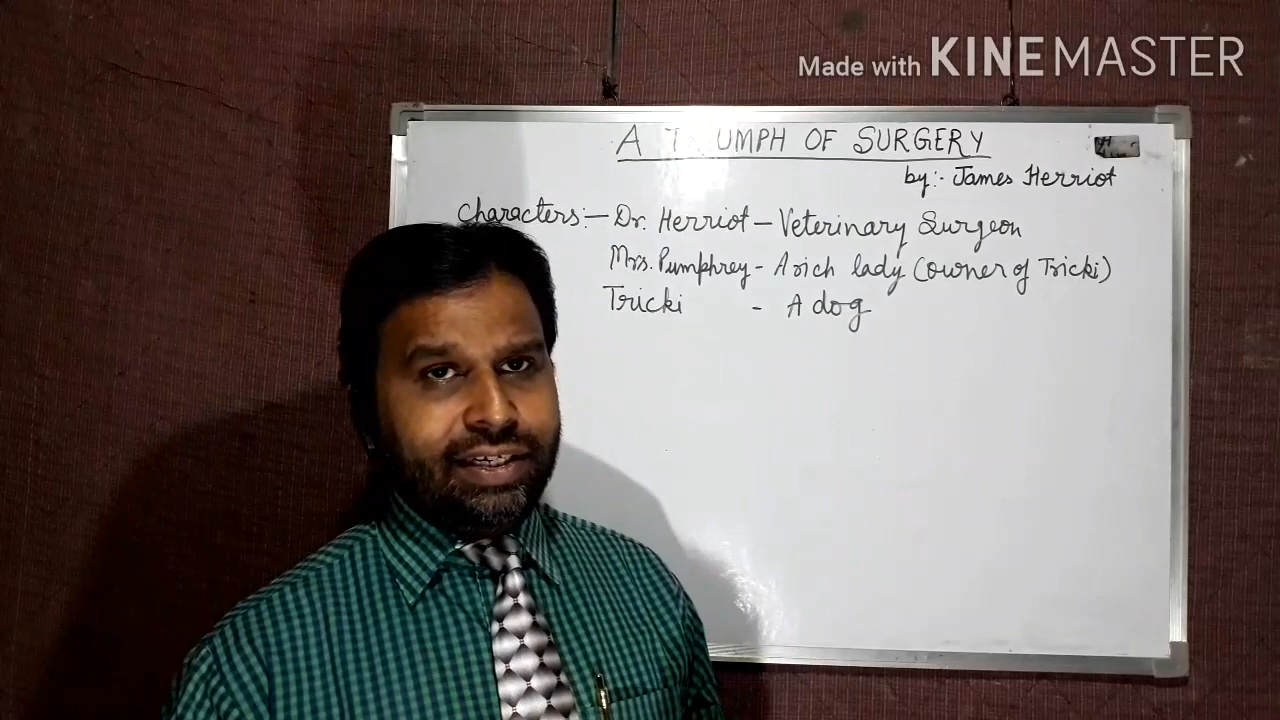 Made with KINEMASTER
A TRIUMPH OF SURGERY
by:- James Herriot
Characters:- Dr. Herriot - Veterinary Surgeon
Mrs. Pumphrey - A rich lady (owner of Tricki)
Tricki - A dog